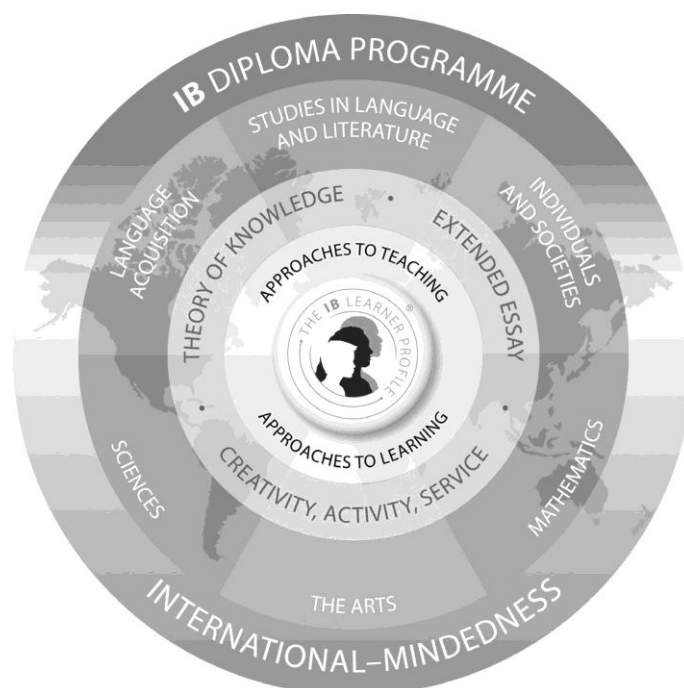 IB DIPLOMA PROGRAMME
STUDIES IN LANGUAGE
AND LITERATURE
LANGUAGE
ACQUISITION
INDIVIDUALS
AND SOCIETIES
THEORY OF KNOWLEDGE
EXTENDED ESSAY
APPROACHES TO TEACHING
THE IB LEARNER PROFILE
®
APPROACHES TO LEARNING
CREATIVITY, ACTIVITY, SERVICE
SCIENCES
MATHEMATICS
THE ARTS
INTERNATIONAL–MINDEDNESS